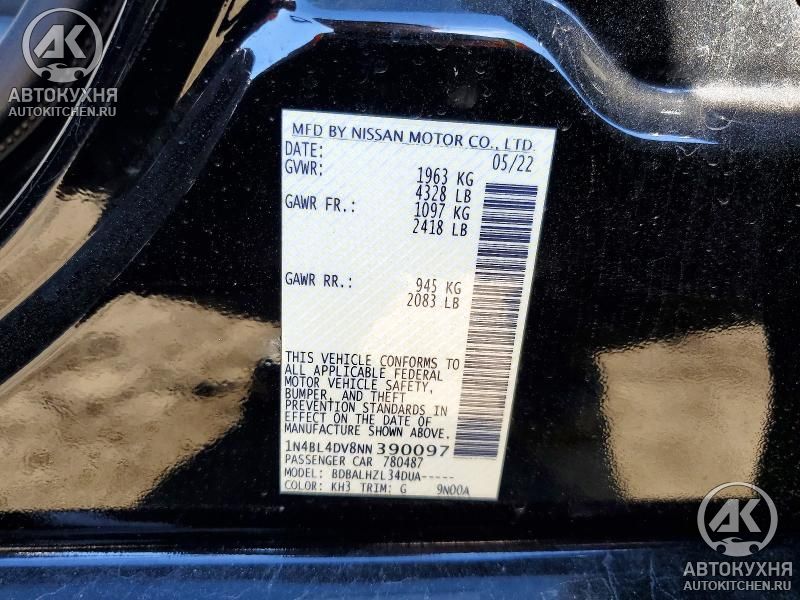 АК
АВТОКУХНЯ
AUTOKITCHEN.RU
MFD BY NISSAN MOTOR CO., LTD.
DATE: 05/22
GVWR: 1963 KG
4328 LB
GAWR FR.: 1097 KG
2418 LB
GAWR RR.: 945 KG
2083 LB
THIS VEHICLE CONFORMS TO
ALL APPLICABLE FEDERAL
MOTOR VEHICLE SAFETY,
BUMPER, AND THEFT
PREVENTION STANDARDS IN
EFFECT ON THE DATE OF
MANUFACTURE SHOWN ABOVE.
1N4BL4DV8NN390097
PASSENGER CAR 780487
MODEL: BDBALHZL34DUA-----
COLOR: KH3 TRIM: G 9N00A
АК
АВТОКУХНЯ
AUTOKITCHEN.RU